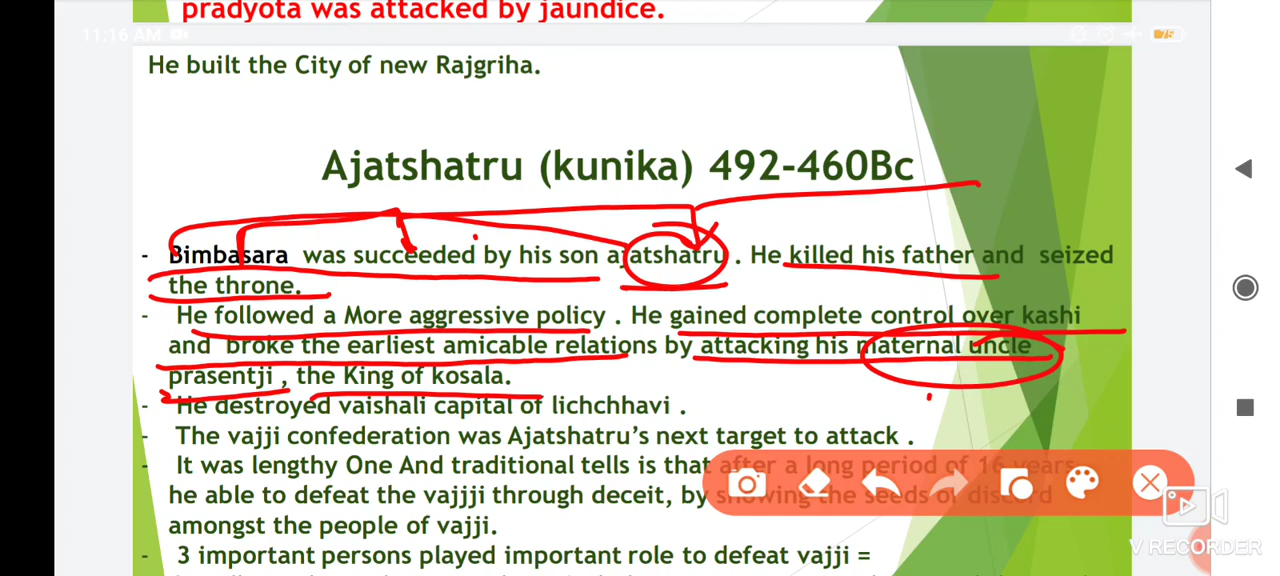 pradyota was attacked by jaundice.
11:16 AM
75
He built the City of new Rajgriha.
Ajatshatru (kunika) 492-460Bc
- Bimbasara was succeeded by his son ajatshatru . He killed his father and seized
the throne.
- He followed a More aggressive policy . He gained complete control over kashi
and broke the earliest amicable relations by attacking his maternal uncle
prasentji , the King of kosala.
- He destroyed vaishali capital of lichchhavi .
- The vajji confederation was Ajatshatru's next target to attack .
- It was lengthy One And traditional tells is that after a long period of 16 years
he able to defeat the vajjji through deceit, by showing the seeds of discord
amongst the people of vajji.
- 3 important persons played important role to defeat vajji =
V RECORDER